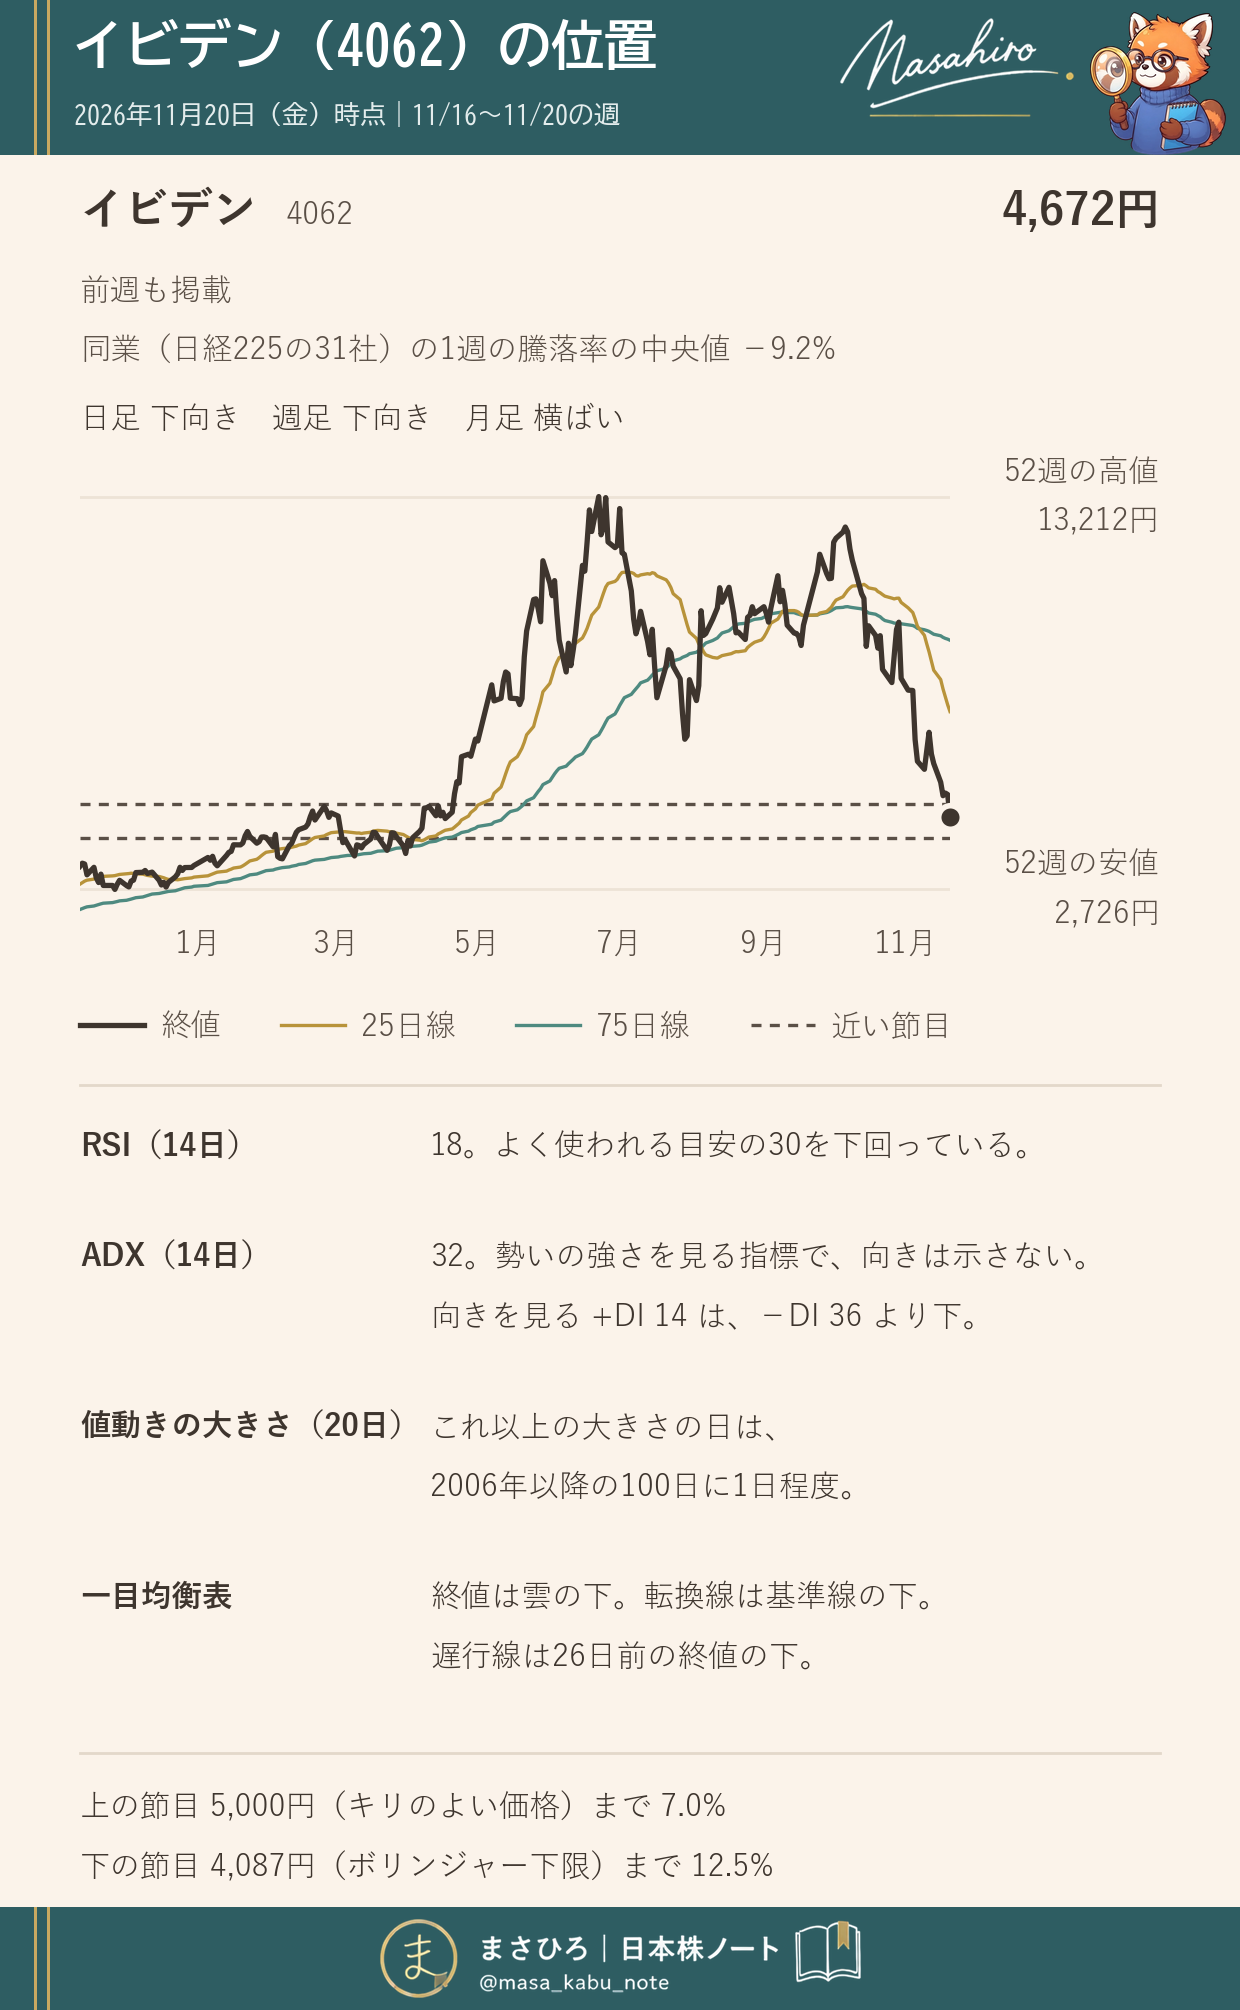 イビデン（4062）の位置
2026年11月20日（金）時点｜11/16～11/20の週
Masahiro
イビデン 4062 4,672円
前週も掲載
同業（日経225の31社）の1週の騰落率の中央値 －9.2%
日足 下向き 週足 下向き 月足 横ばい
52週の高値
13,212円
52週の安値
2,726円
1月 3月 5月 7月 9月 11月
終値 25日線 75日線 近い節目
RSI（14日） 18。よく使われる目安の30を下回っている。
ADX（14日） 32。勢いの強さを見る指標で、向きは示さない。
向きを見る +DI 14 は、－DI 36 より下。
値動きの大きさ（20日） これ以上の大きさの日は、
2006年以降の100日に1日程度。
一目均衡表 終値は雲の下。転換線は基準線の下。
遅行線は26日前の終値の下。
上の節目 5,000円（キリのよい価格）まで 7.0%
下の節目 4,087円（ボリンジャー下限）まで 12.5%
ま
まさひろ｜日本株ノート
@masa_kabu_note